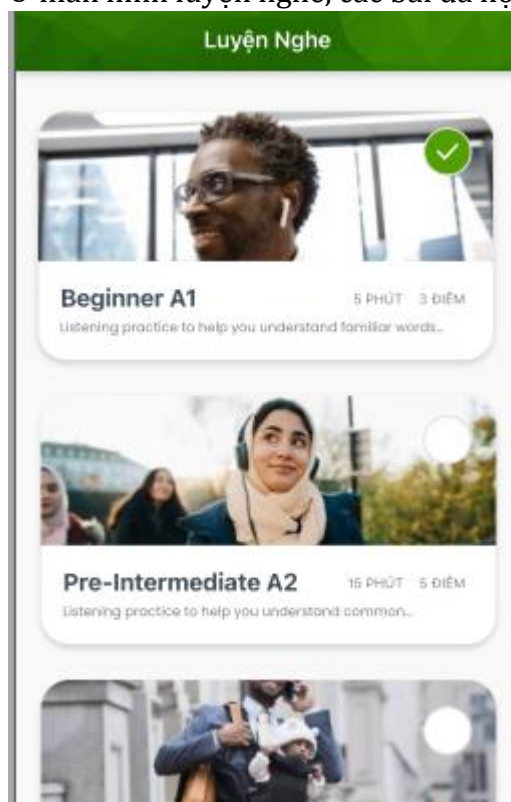 Luyện Nghe
Beginner A1
5 PHÚT 3 ĐIỂM
Listening practice to help you understand familiar words...
Pre-Intermediate A2
15 PHÚT 5 ĐIỂM
Listening practice to help you understand common...